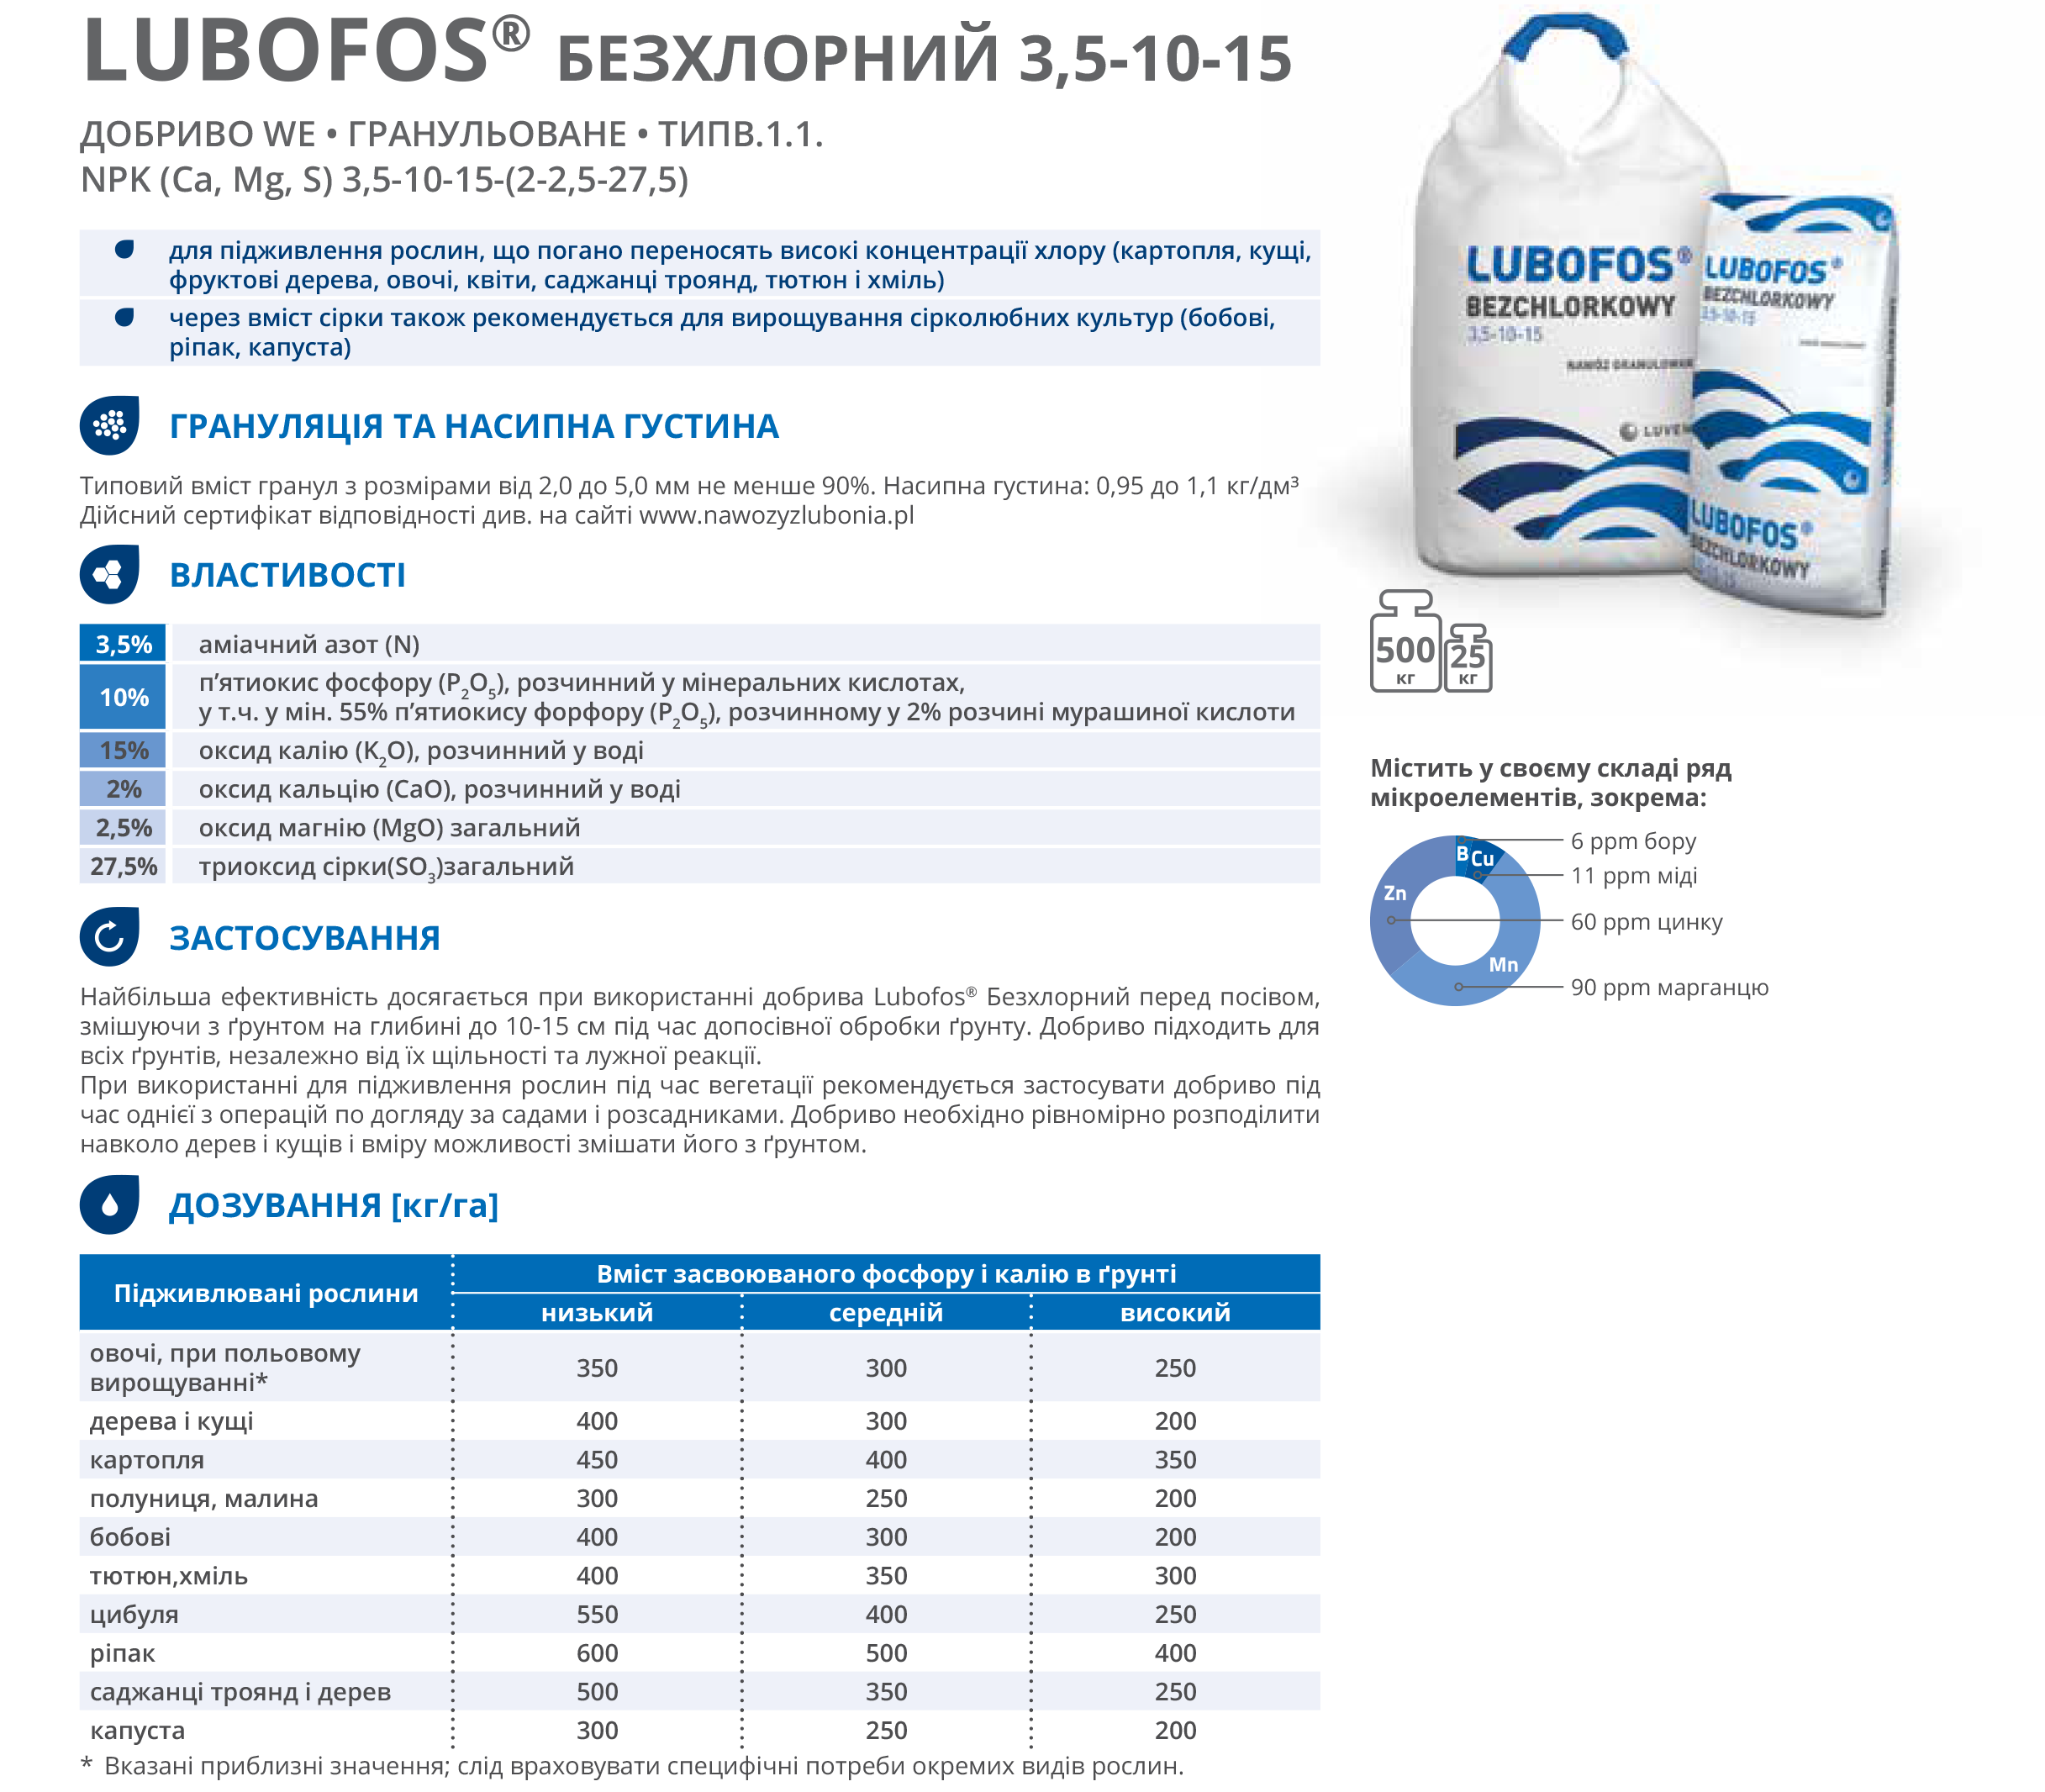 LUBOFOS® БЕЗХЛОРНИЙ 3,5-10-15
ДОБРИВО WE • ГРАНУЛЬОВАНЕ • ТИПВ.1.1.
NPK (Ca, Mg, S) 3,5-10-15-(2-2,5-27,5)
для підживлення рослин, що погано переносять високі концентрації хлору (картопля, кущі,
фруктові дерева, овочі, квіти, саджанці троянд, тютюн і хміль)
через вміст сірки також рекомендується для вирощування сірколюбних культур (бобові,
ріпак, капуста)
ГРАНУЛЯЦІЯ ТА НАСИПНА ГУСТИНА
Типовий вміст гранул з розмірами від 2,0 до 5,0 мм не менше 90%. Насипна густина: 0,95 до 1,1 кг/дм³
Дійсний сертифікат відповідності див. на сайті www.nawozyzlubonia.pl
ВЛАСТИВОСТІ
3,5% аміачний азот (N)
10% п’ятиокис фосфору (P₂O₅), розчинний у мінеральних кислотах,
у т.ч. у мін. 55% п’ятиокису форфору (P₂O₅), розчинному у 2% розчині мурашиної кислоти
15% оксид калію (K₂O), розчинний у воді
2% оксид кальцію (CaO), розчинний у воді
2,5% оксид магнію (MgO) загальний
27,5% триоксид сірки(SO₃)загальний
ЗАСТОСУВАННЯ
Найбільша ефективність досягається при використанні добрива Lubofos® Безхлорний перед посівом,
змішуючи з ґрунтом на глибині до 10-15 см під час допосівної обробки ґрунту. Добриво підходить для
всіх ґрунтів, незалежно від їх щільності та лужної реакції.
При використанні для підживлення рослин під час вегетації рекомендується застосувати добриво під
час однієї з операцій по догляду за садами і розсадниками. Добриво необхідно рівномірно розподілити
навколо дерев і кущів і вміру можливості змішати його з ґрунтом.
ДОЗУВАННЯ [кг/га]
Підживлювані рослини
Вміст засвоюваного фосфору і калію в ґрунті
низький середній високий
овочі, при польовому
вирощуванні* 350 300 250
дерева і кущі 400 300 200
картопля 450 400 350
полуниця, малина 300 250 200
бобові 400 300 200
тютюн,хміль 400 350 300
цибуля 550 400 250
ріпак 600 500 400
саджанці троянд і дерев 500 350 250
капуста 300 250 200
* Вказані приблизні значення; слід враховувати специфічні потреби окремих видів рослин.
LUBOFOS®
BEZCHLORKOWY
3,5-10-15
NAWÓZ
LUBOFOS®
BEZCHLORKOWY
3,5-10-15
LUBOFOS®
BEZCHLORKOWY
500
кг
25
кг
Містить у своєму складі ряд
мікроелементів, зокрема:
B Cu
Zn
Mn
6 ppm бору
11 ppm міді
60 ppm цинку
90 ppm марганцю